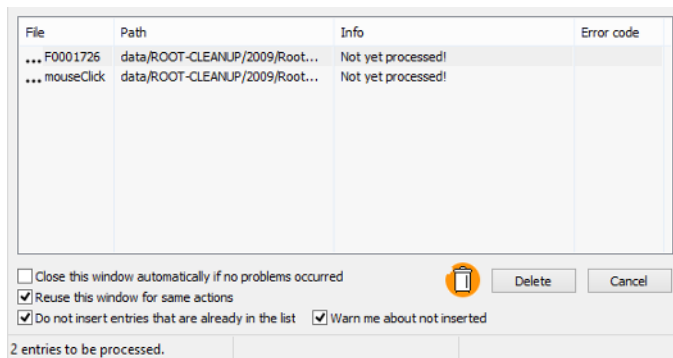 File Path Info Error code
... F0001726 data/ROOT-CLEANUP/2009/Root... Not yet processed!
... mouseClick data/ROOT-CLEANUP/2009/Root... Not yet processed!
Close this window automatically if no problems occurred
Delete Cancel
Reuse this window for same actions
Do not insert entries that are already in the list Warn me about not inserted
2 entries to be processed.